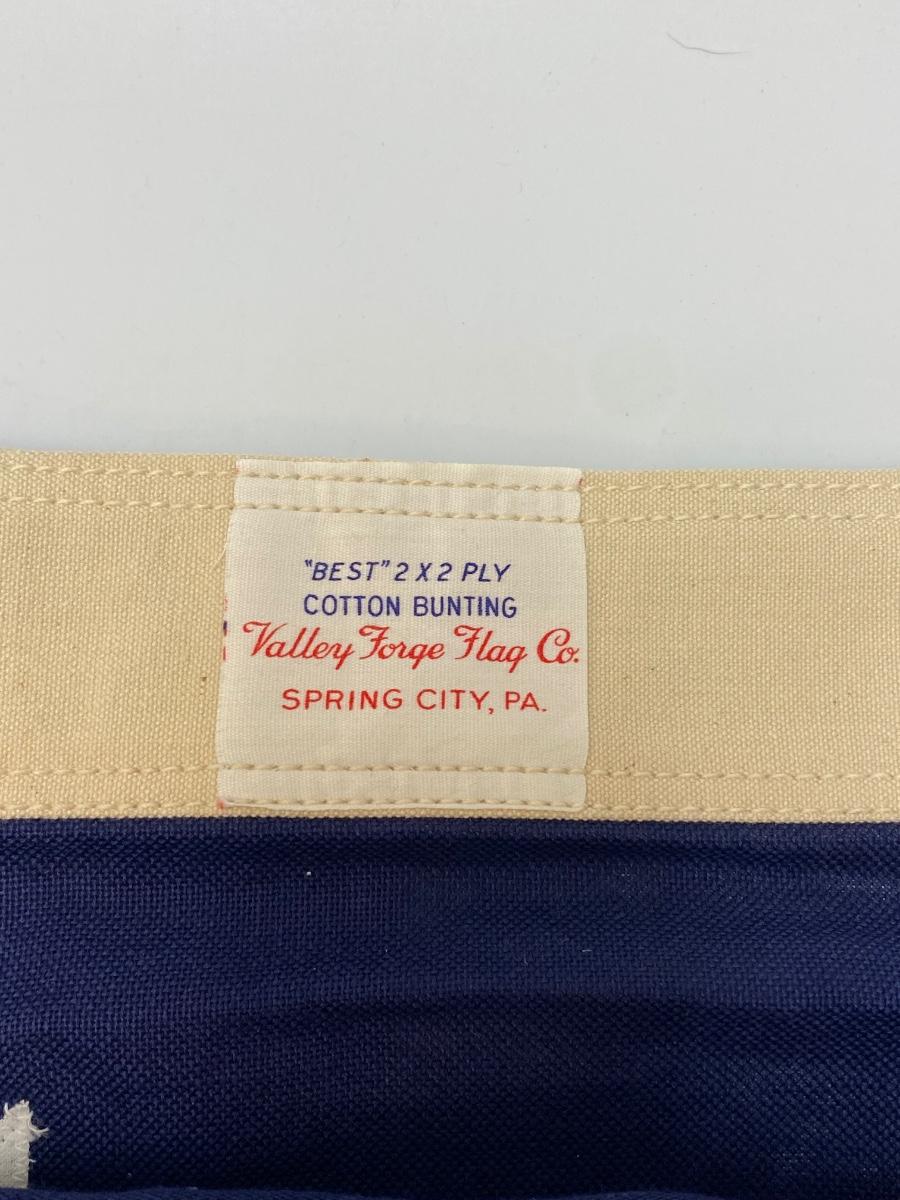 "BEST" 2 X 2 PLY
COTTON BUNTING
Valley Forge Flag Co.
SPRING CITY, PA.